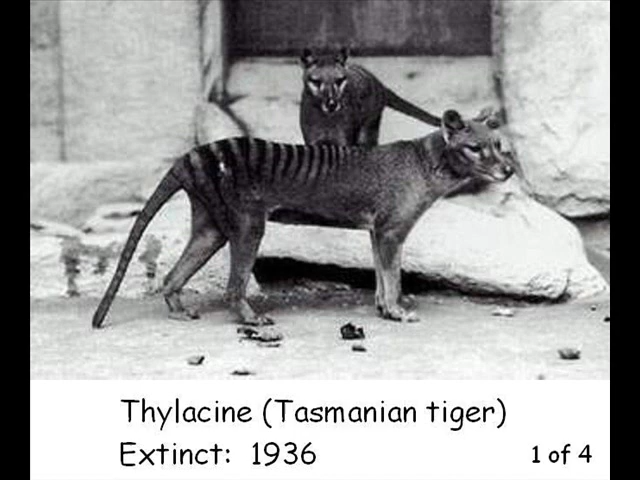 Thylacine (Tasmanian tiger)
Extinct: 1936
1 of 4